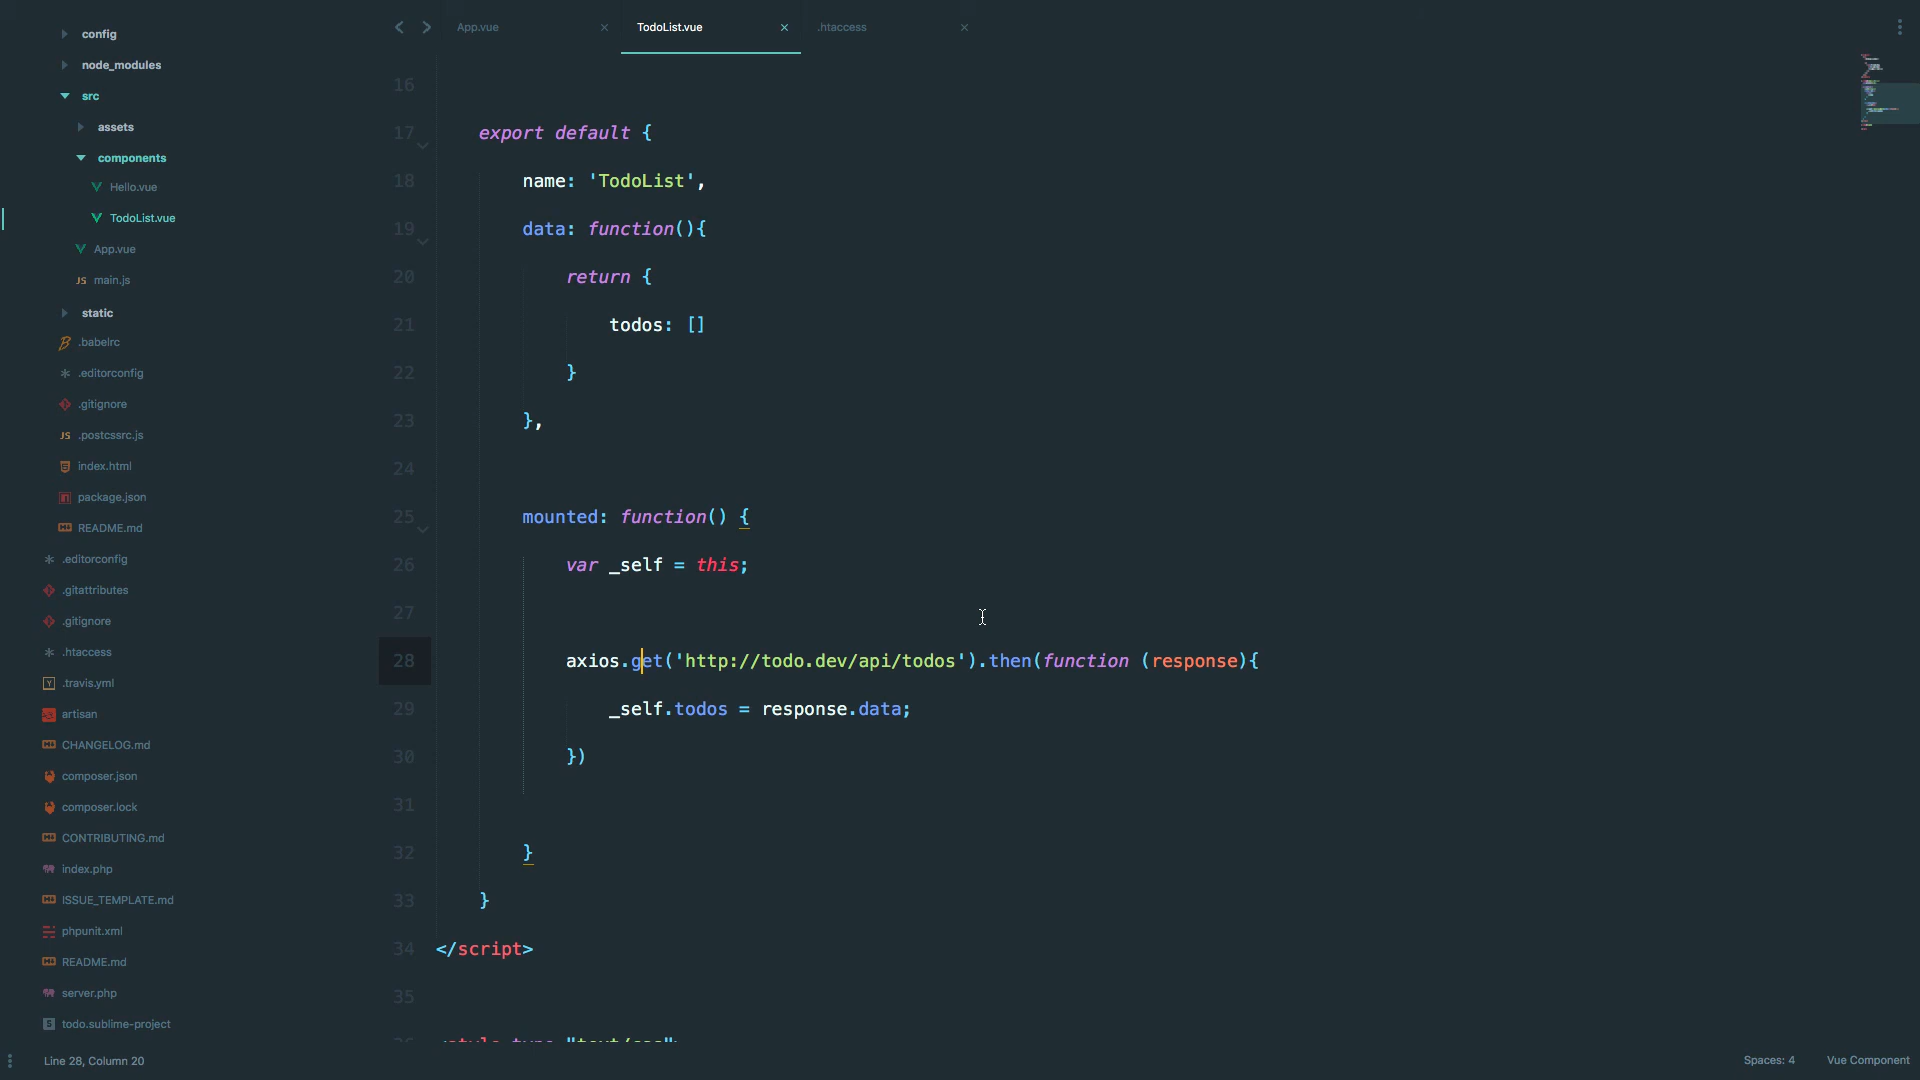 config
node_modules
src
assets
components
Hello.vue
TodoList.vue
App.vue
JS main.js
static
.babelrc
.editorconfig
.gitignore
JS .postcssrc.js
index.html
package.json
README.md
.editorconfig
.gitattributes
.gitignore
.htaccess
.travis.yml
artisan
CHANGELOG.md
composer.json
composer.lock
CONTRIBUTING.md
index.php
ISSUE_TEMPLATE.md
phpunit.xml
README.md
server.php
todo.sublime-project
App.vue
TodoList.vue
.htaccess
16
17 export default {
18 name: 'TodoList',
19 data: function(){
20 return {
21 todos: []
22 }
23 },
24
25 mounted: function() {
26 var _self = this;
27
28 axios.get('http://todo.dev/api/todos').then(function (response){
29 _self.todos = response.data;
30 })
31
32 }
33 }
34 </script>
35
Line 28, Column 20
Spaces: 4
Vue Component